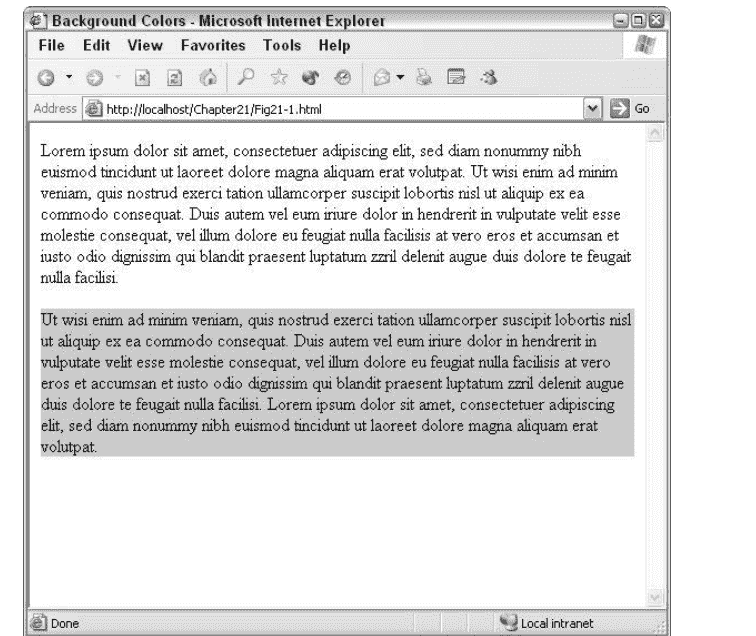 Background Colors - Microsoft Internet Explorer
File Edit View Favorites Tools Help
Address http://localhost/Chapter21/Fig21-1.html Go
Lorem ipsum dolor sit amet, consectetuer adipiscing elit, sed diam nonummy nibh
euismod tincidunt ut laoreet dolore magna aliquam erat volutpat. Ut wisi enim ad minim
veniam, quis nostrud exerci tation ullamcorper suscipit lobortis nisl ut aliquip ex ea
commodo consequat. Duis autem vel eum iriure dolor in hendrerit in vulputate velit esse
molestie consequat, vel illum dolore eu feugiat nulla facilisis at vero eros et accumsan et
iusto odio dignissim qui blandit praesent luptatum zzril delenit augue duis dolore te feugait
nulla facilisi.
Ut wisi enim ad minim veniam, quis nostrud exerci tation ullamcorper suscipit lobortis nisl
ut aliquip ex ea commodo consequat. Duis autem vel eum iriure dolor in hendrerit in
vulputate velit esse molestie consequat, vel illum dolore eu feugiat nulla facilisis at vero
eros et accumsan et iusto odio dignissim qui blandit praesent luptatum zzril delenit augue
duis dolore te feugait nulla facilisi. Lorem ipsum dolor sit amet, consectetuer adipiscing
elit, sed diam nonummy nibh euismod tincidunt ut laoreet dolore magna aliquam erat
volutpat.
Done Local intranet